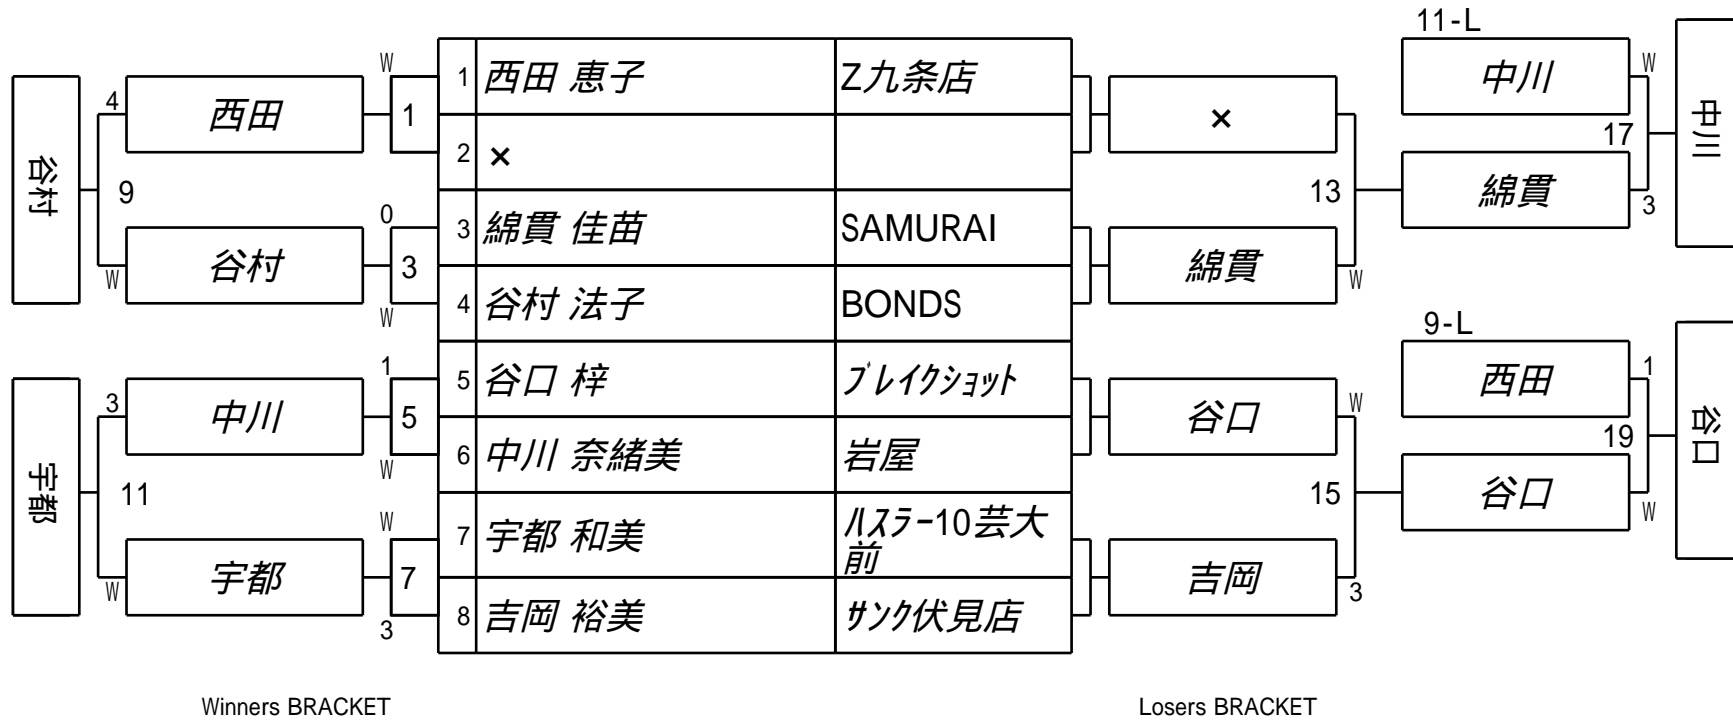 11-L
W
1 西田 恵子 Z九条店
中川
W
4
西田
1
×
17
中川
2 ×
谷村
9
13
綿貫
3
0
3 綿貫 佳苗 SAMURAI
谷村
3
綿貫
W
W
4 谷村 法子 BONDS
W
9-L
1
5 谷口 梓 ブレイクショット
西田
1
3
中川
5
谷口
W
19
谷口
6 中川 奈緒美 岩屋
W
宇都
11
15
谷口
W
W
7 宇都 和美 ハスラー10芸大
前
宇都
7
吉岡
W
3
8 吉岡 裕美 サンク伏見店
3
Winners BRACKET
Losers BRACKET